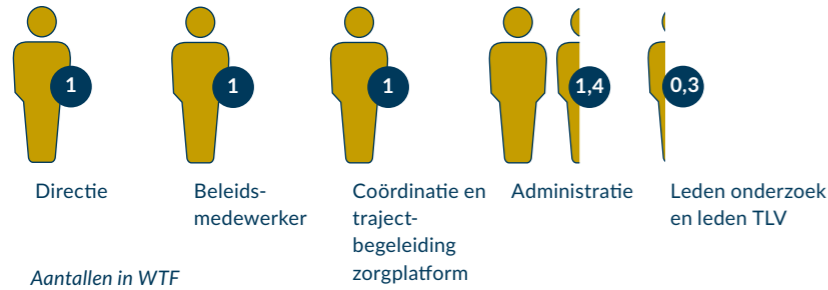 1
1
1
1,4
0,3
Directie
Beleids-
medewerker
Coördinatie en
traject-
begeleiding
zorgplatform
Administratie
Leden onderzoek
en leden TLV
Aantallen in WTF